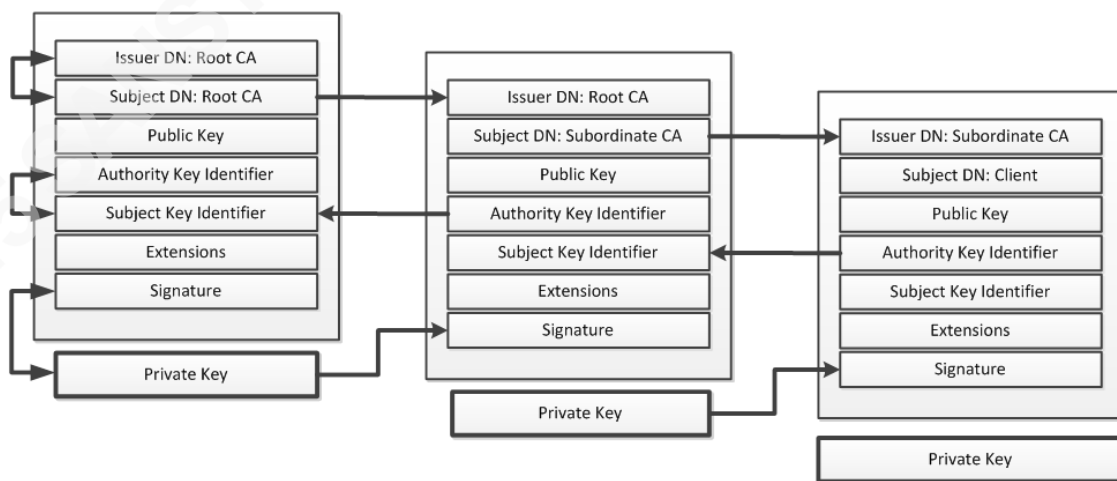 Issuer DN: Root CA
Subject DN: Root CA
Public Key
Authority Key Identifier
Subject Key Identifier
Extensions
Signature
Private Key
Issuer DN: Root CA
Subject DN: Subordinate CA
Public Key
Authority Key Identifier
Subject Key Identifier
Extensions
Signature
Private Key
Issuer DN: Subordinate CA
Subject DN: Client
Public Key
Authority Key Identifier
Subject Key Identifier
Extensions
Signature
Private Key